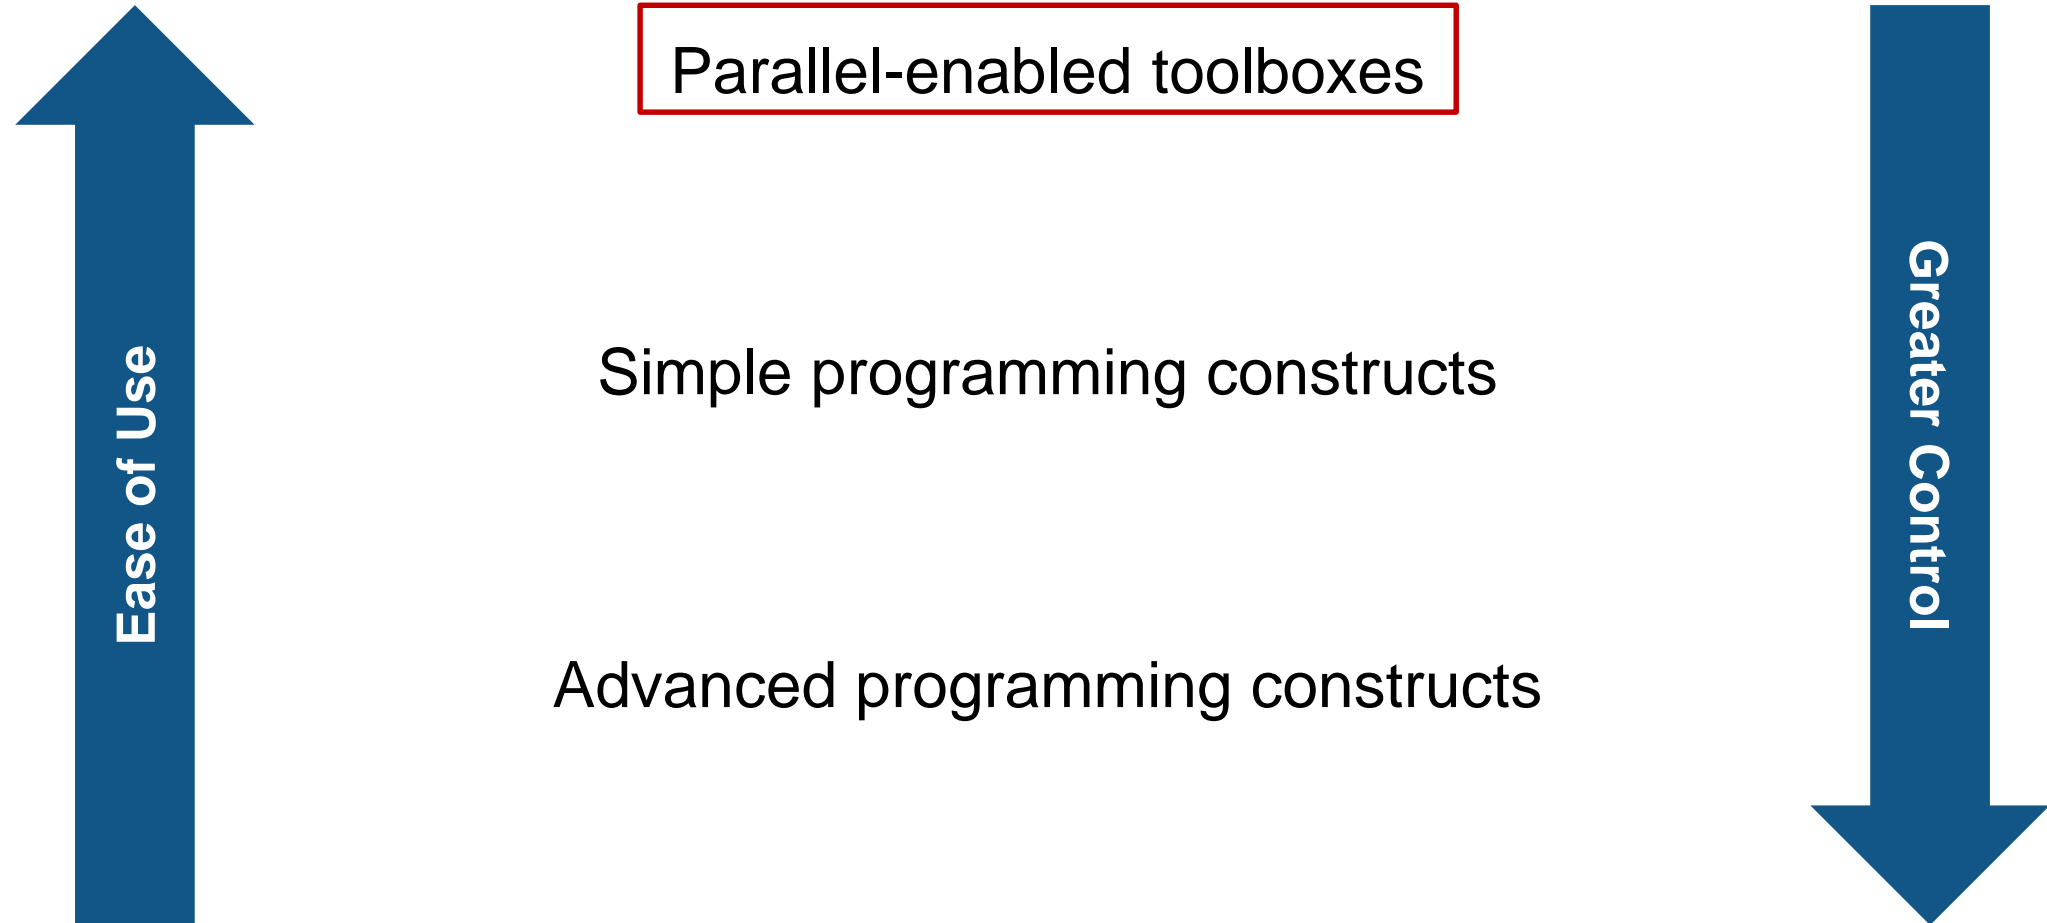 Parallel-enabled toolboxes
Simple programming constructs
Advanced programming constructs
Ease of Use
Greater Control